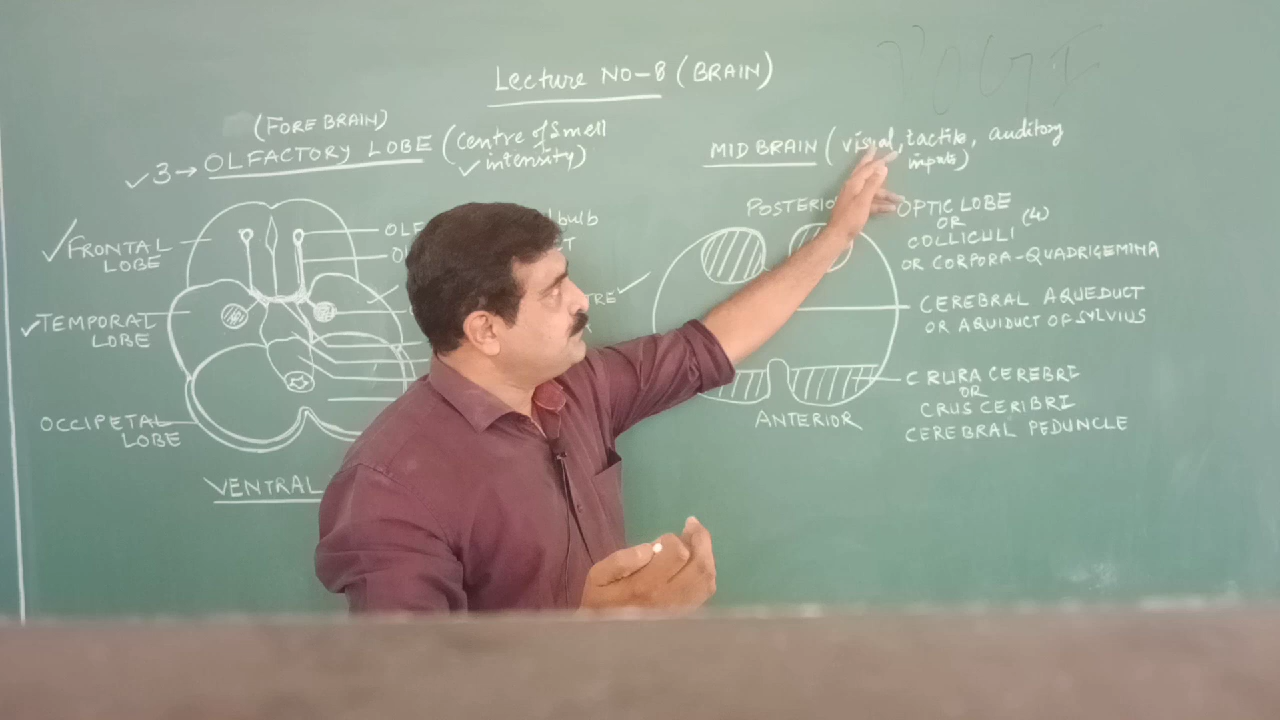 Lecture NO-8 (BRAIN)
(FORE BRAIN)
✓3→ OLFACTORY LOBE (Centre of Smell
✓ intensity)
✓FRONTAL
LOBE
✓TEMPORAL
LOBE
OCCIPETAL
LOBE
VENTRAL
bulb
MID BRAIN (visual, tactile, auditory
inputs)
OPTIC LOBE
OR
COLLICULI (4)
OR CORPORA-QUADRIGEMINA
CEREBRAL AQUEDUCT
OR AQUIDUCT OF SYLVIUS
CRURA CEREBRI
OR
CRUS CERIBRI
CEREBRAL PEDUNCLE
ANTERIOR